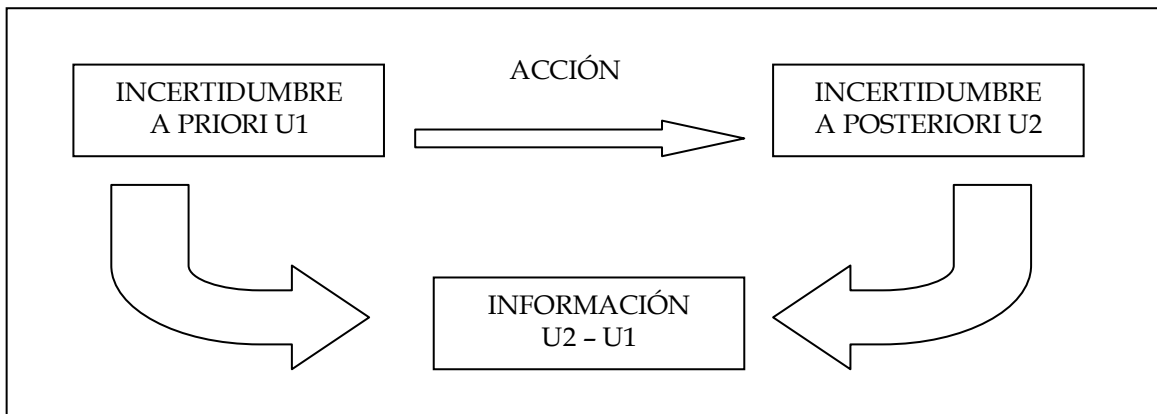 INCERTIDUMBRE
A PRIORI U1
ACCIÓN
INCERTIDUMBRE
A POSTERIORI U2
INFORMACIÓN
U2 – U1